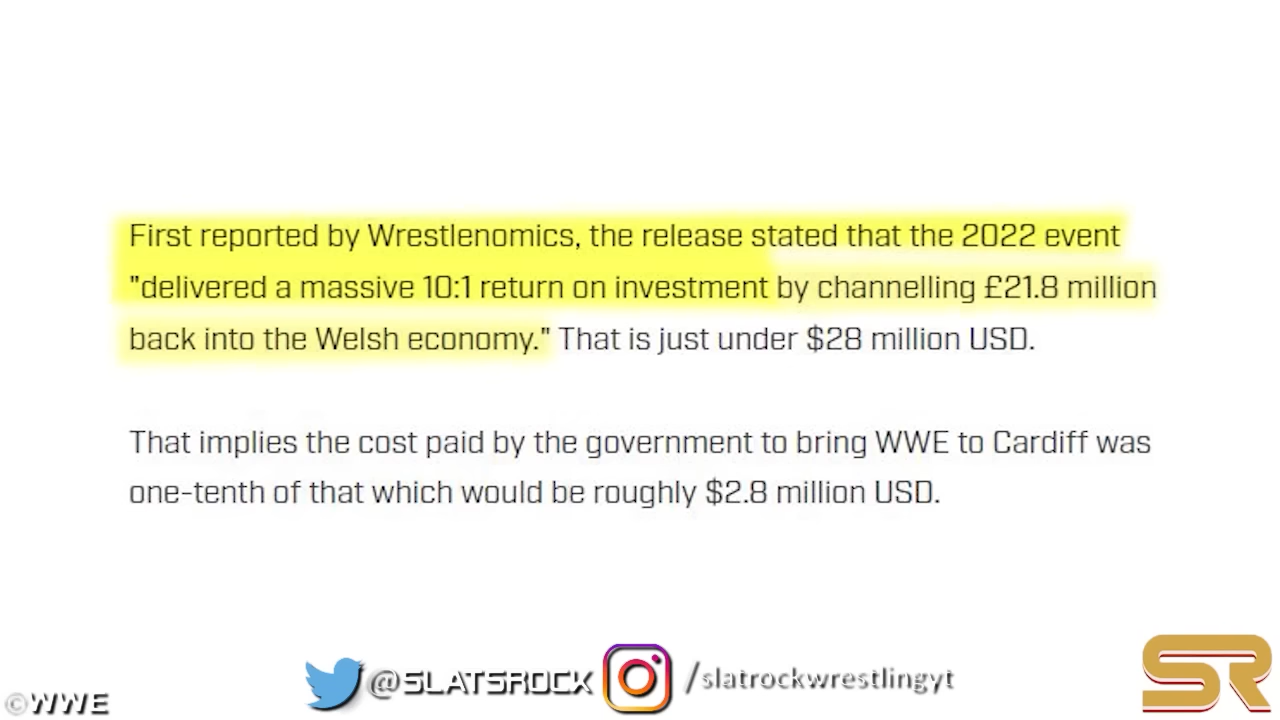 First reported by Wrestlenomics, the release stated that the 2022 event
"delivered a massive 10:1 return on investment by channelling £21.8 million
back into the Welsh economy." That is just under $28 million USD.
That implies the cost paid by the government to bring WWE to Cardiff was
one-tenth of that which would be roughly $2.8 million USD.
©WWE
@SLATSROCK
/slatrockwrestlingyt
SR